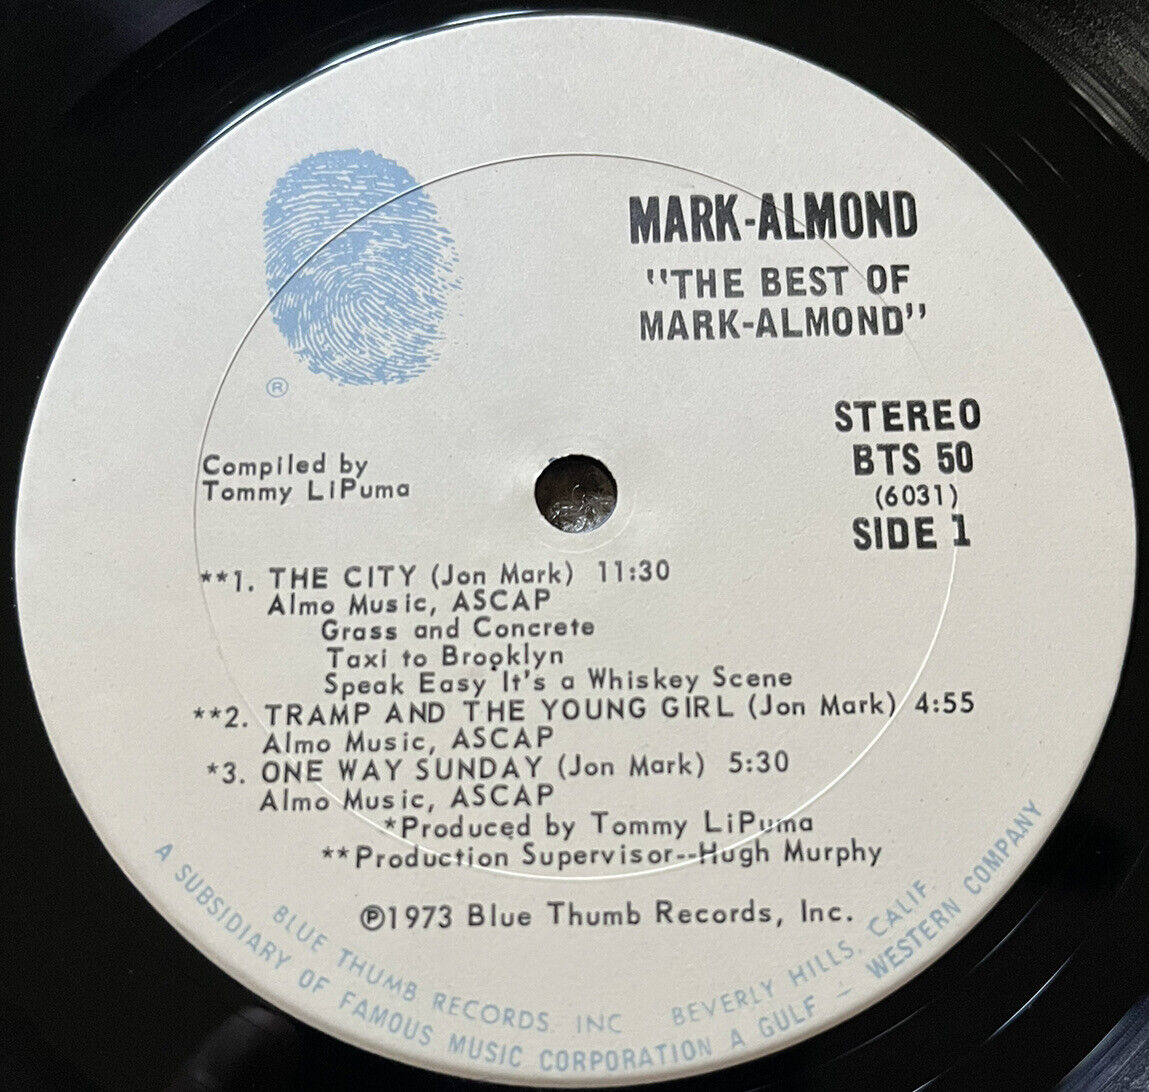 MARK-ALMOND
"THE BEST OF
MARK-ALMOND"
®
STEREO
BTS 50
(6031)
SIDE 1
Compiled by
Tommy LiPuma
**1. THE CITY (Jon Mark) 11:30
Almo Music, ASCAP
Grass and Concrete
Taxi to Brooklyn
Speak Easy It's a Whiskey Scene
**2. TRAMP AND THE YOUNG GIRL (Jon Mark) 4:55
Almo Music, ASCAP
*3. ONE WAY SUNDAY (Jon Mark) 5:30
Almo Music, ASCAP
*Produced by Tommy LiPuma
**Production Supervisor--Hugh Murphy
℗1973 Blue Thumb Records, Inc.
BLUE THUMB RECORDS, INC BEVERLY HILLS, CALIF.
A SUBSIDIARY OF FAMOUS MUSIC CORPORATION A GULF – WESTERN COMPANY